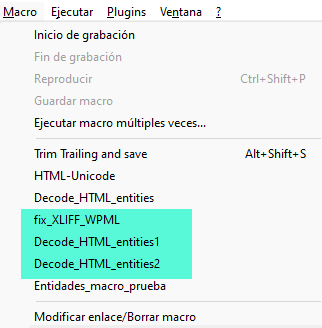 Macro Ejecutar Plugins Ventana ?
Inicio de grabación
Fin de grabación
Reproducir Ctrl+Shift+P
Guardar macro
Ejecutar macro múltiples veces...
Trim Trailing and save Alt+Shift+S
HTML-Unicode
Decode_HTML_entities
fix_XLIFF_WPML
Decode_HTML_entities1
Decode_HTML_entities2
Entidades_macro_prueba
Modificar enlace/Borrar macro